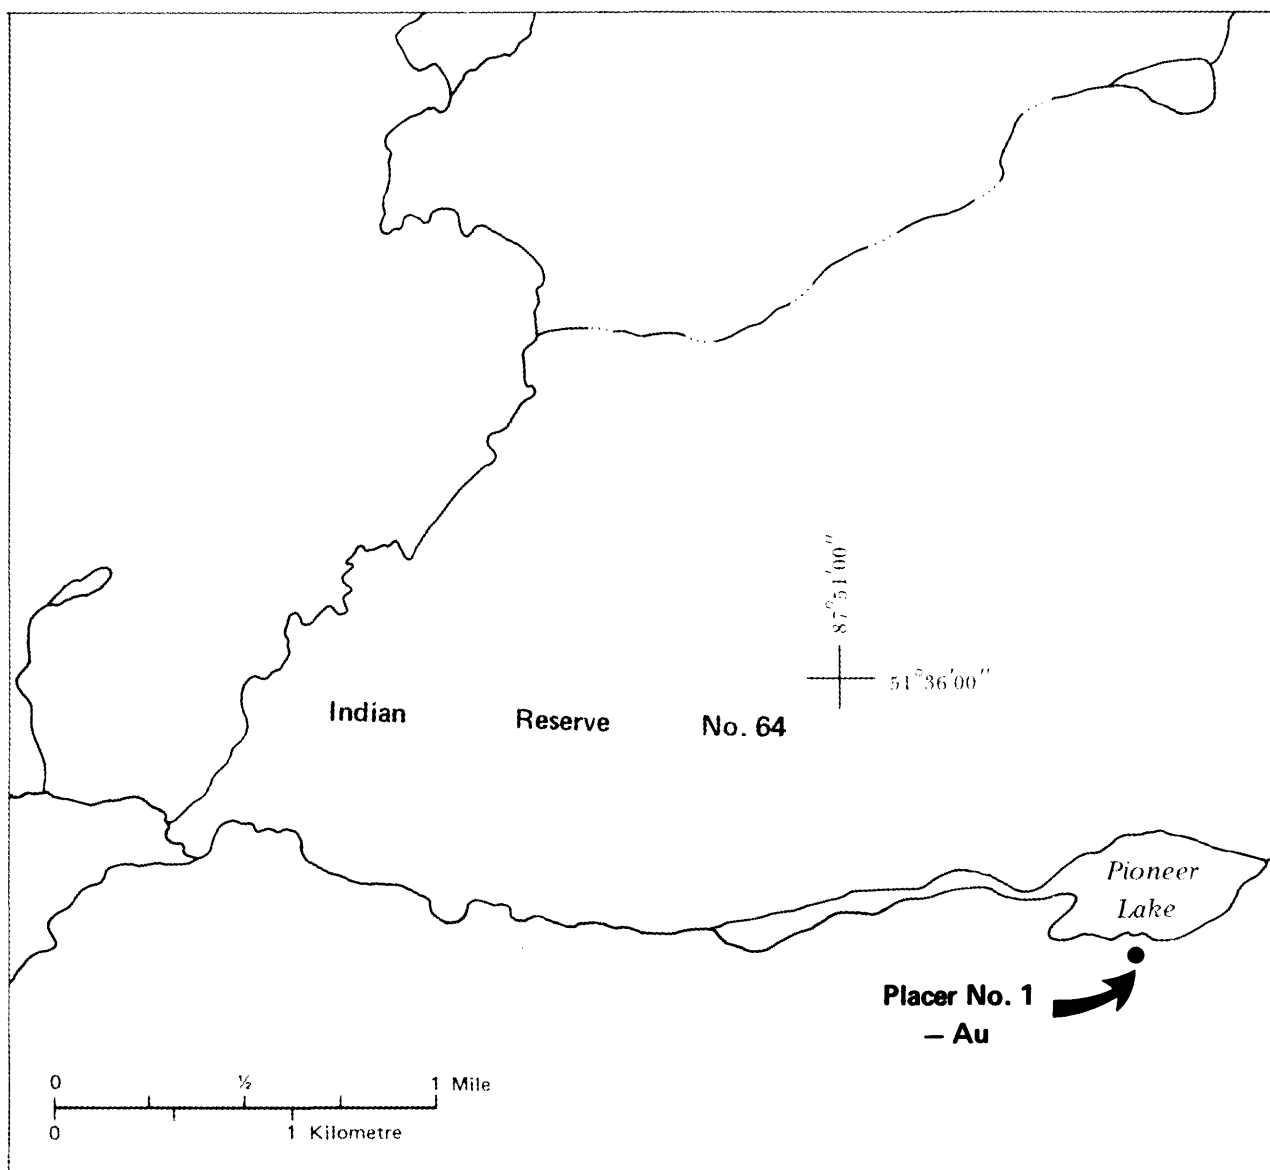 87°51'00"
51°36'00"
Indian Reserve No. 64
Pioneer
Lake
Placer No. 1
– Au
0 ½ 1 Mile
0 1 Kilometre